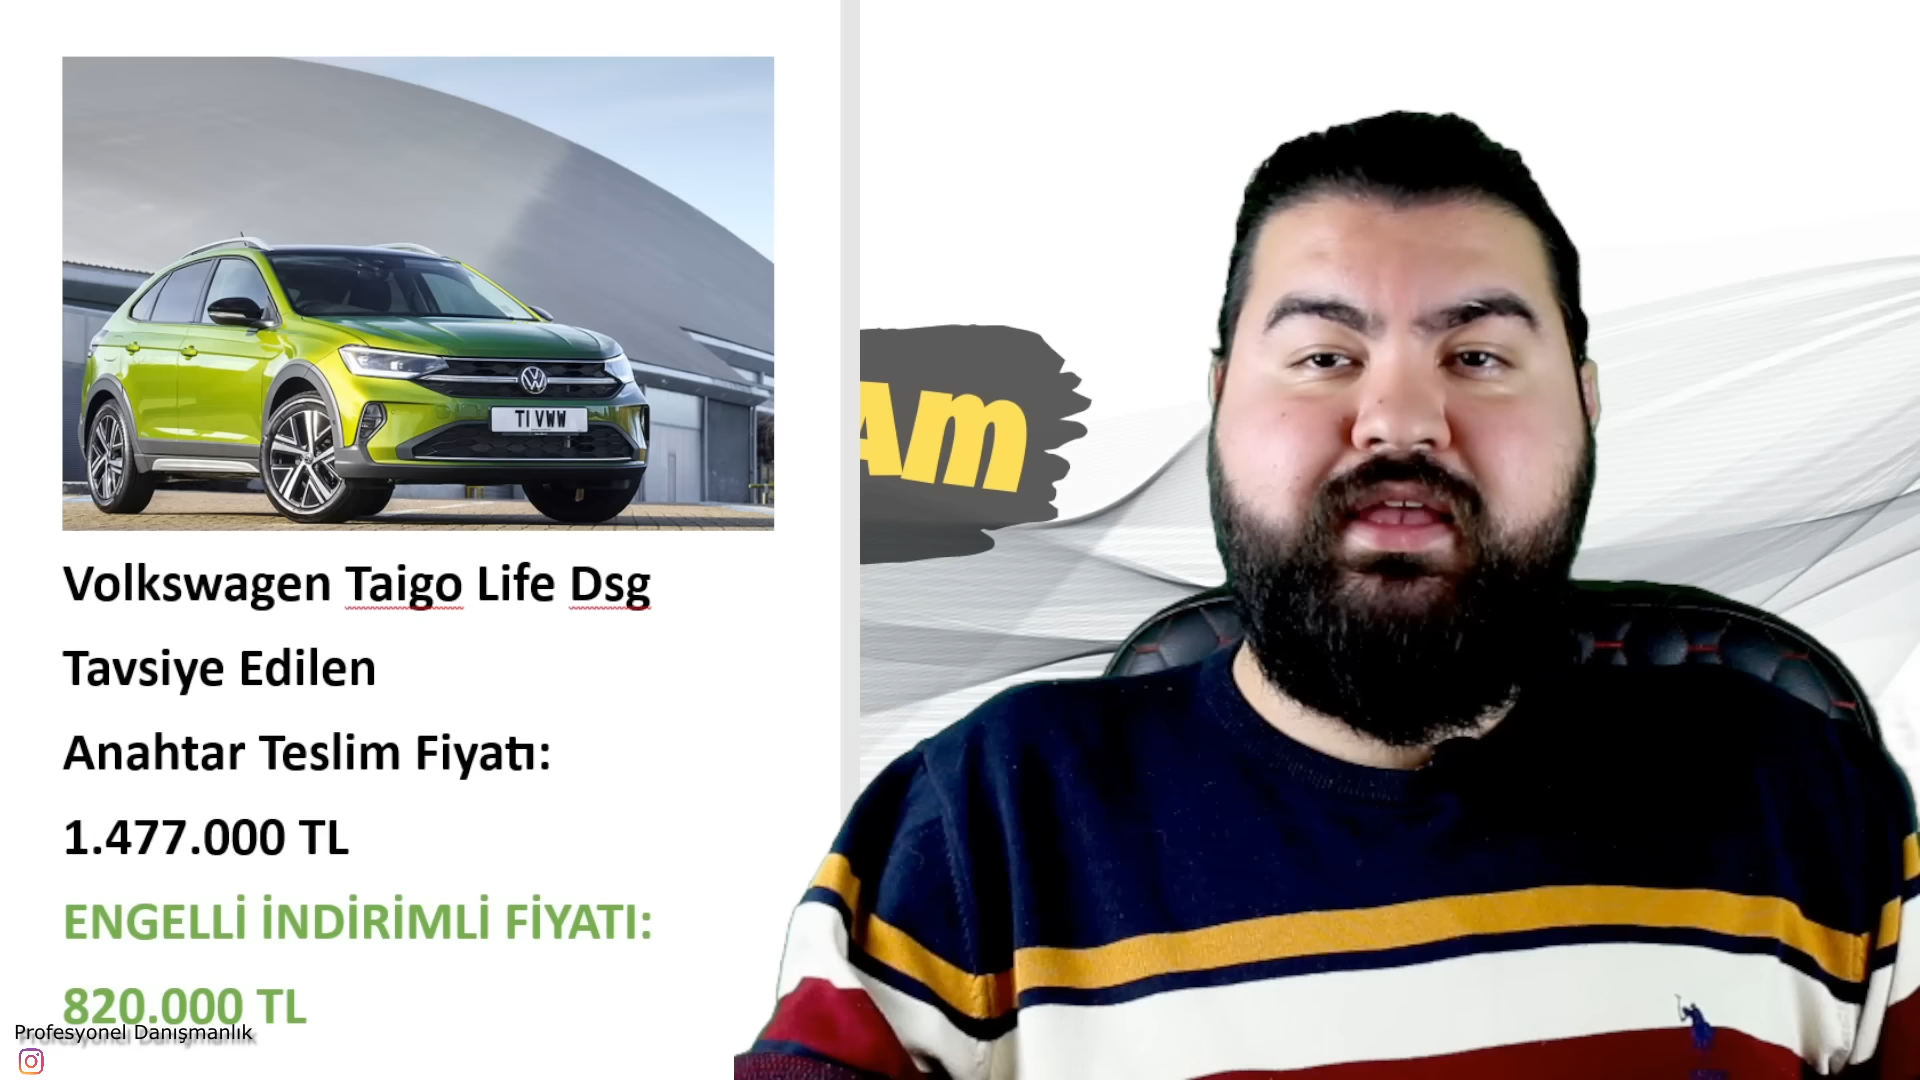 T1 VWW
Am
Volkswagen Taigo Life Dsg
Tavsiye Edilen
Anahtar Teslim Fiyatı:
1.477.000 TL
ENGELLİ İNDİRİMLİ FİYATI:
820.000 TL
Profesyonel Danışmanlık